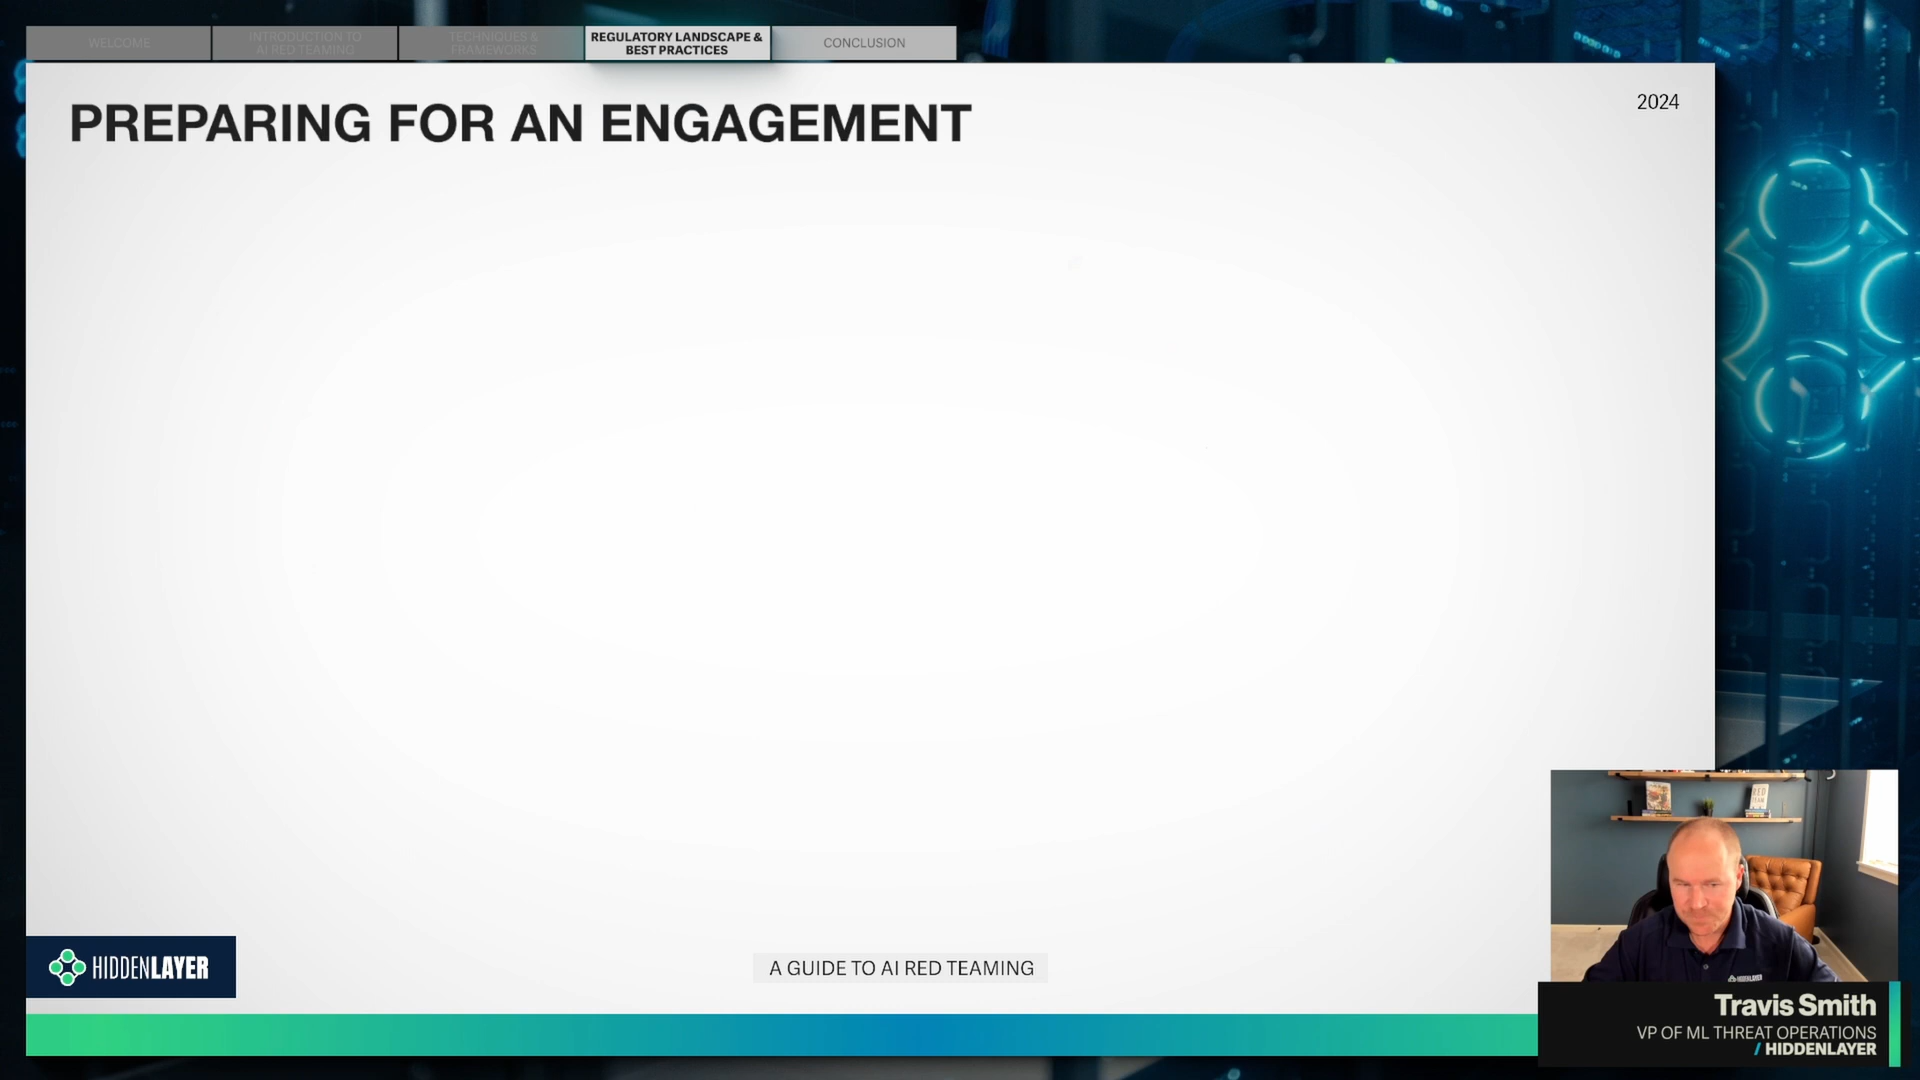 WELCOME
INTRODUCTION TO
AI RED TEAMING
TECHNIQUES &
FRAMEWORKS
REGULATORY LANDSCAPE &
BEST PRACTICES
CONCLUSION
PREPARING FOR AN ENGAGEMENT
2024
HIDDENLAYER
A GUIDE TO AI RED TEAMING
Travis Smith
VP OF ML THREAT OPERATIONS
/ HIDDENLAYER